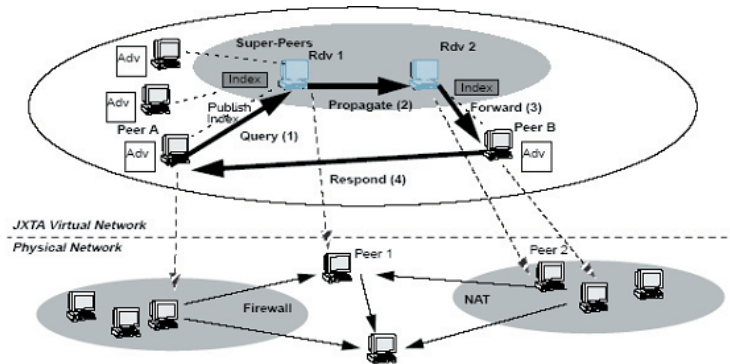 Super-Peers
Rdv 1
Rdv 2
Adv
Index
Index
Adv
Publish
Index
Propagate (2)
Forward (3)
Peer A
Peer B
Query (1)
Adv
Adv
Respond (4)
JXTA Virtual Network
Physical Network
Peer 1
Peer 2
Firewall
NAT